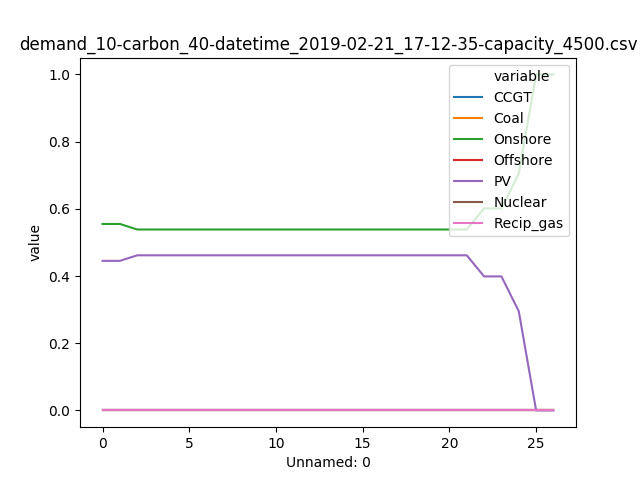 demand_10-carbon_40-datetime_2019-02-21_17-12-35-capacity_4500.csv
variable
CCGT
Coal
Onshore
Offshore
PV
Nuclear
Recip_gas
1.0
0.8
0.6
0.4
0.2
0.0
value
0 5 10 15 20 25
Unnamed: 0